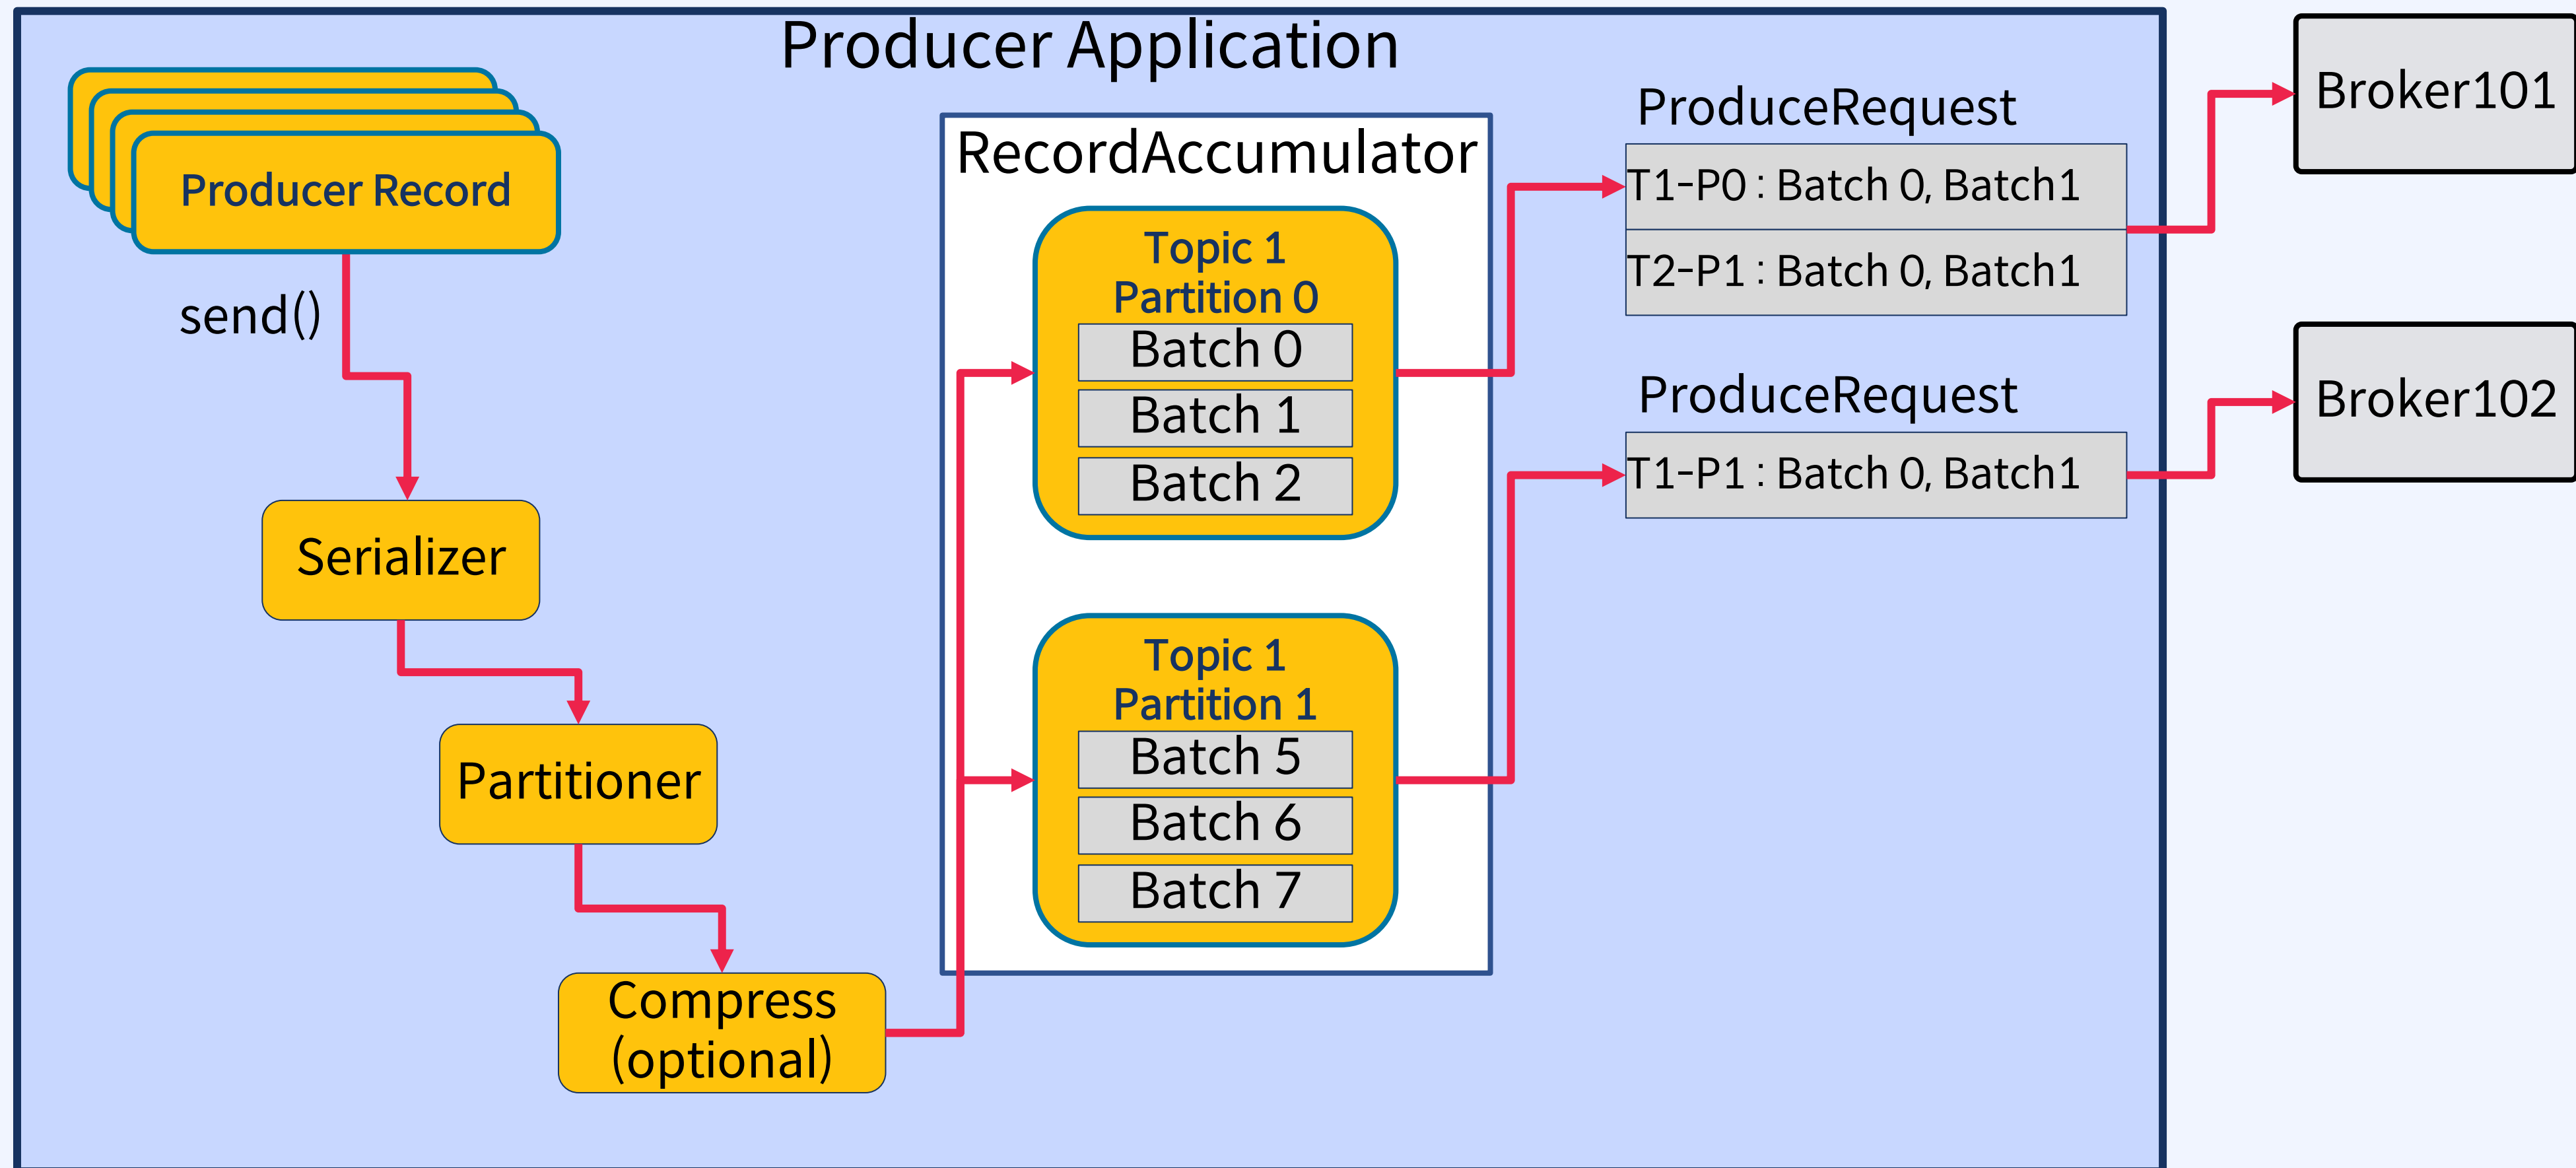 Producer Application
Producer Record
send()
Serializer
Partitioner
Compress
(optional)
RecordAccumulator
Topic 1
Partition 0
Batch 0
Batch 1
Batch 2
Topic 1
Partition 1
Batch 5
Batch 6
Batch 7
ProduceRequest
T1-P0 : Batch 0, Batch1
T2-P1 : Batch 0, Batch1
ProduceRequest
T1-P1 : Batch 0, Batch1
Broker101
Broker102